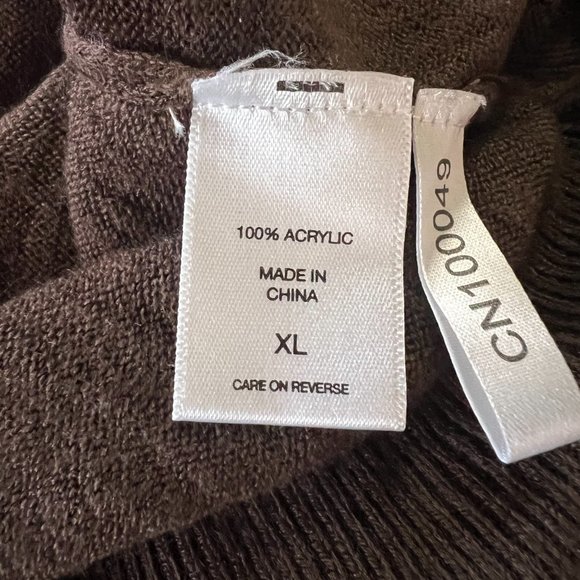 100% ACRYLIC
MADE IN
CHINA
XL
CARE ON REVERSE
CN100049